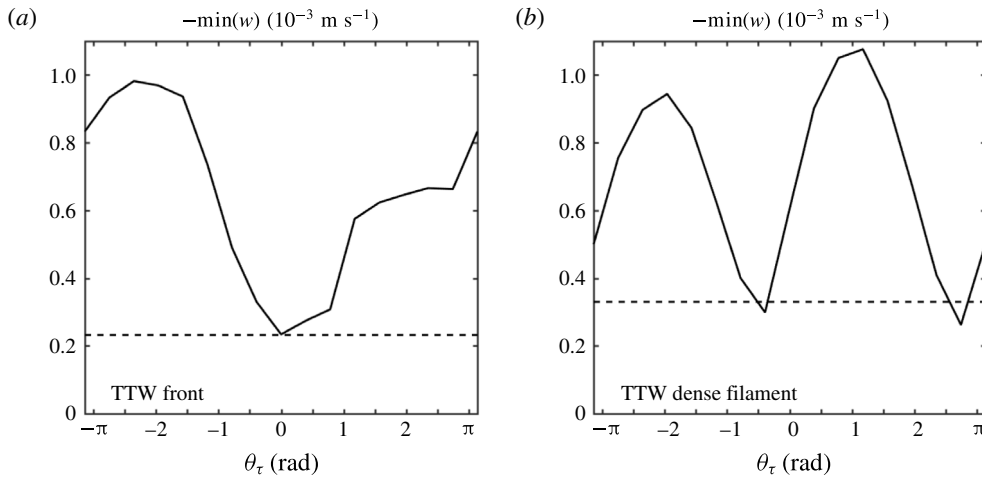 (a) −min(w) (10⁻³ m s⁻¹)
1.0
0.8
0.6
0.4
0.2
0
TTW front
−π −2 −1 0 1 2 π
θτ (rad)
(b) −min(w) (10⁻³ m s⁻¹)
1.0
0.8
0.6
0.4
0.2
0
TTW dense filament
−π −2 −1 0 1 2 π
θτ (rad)